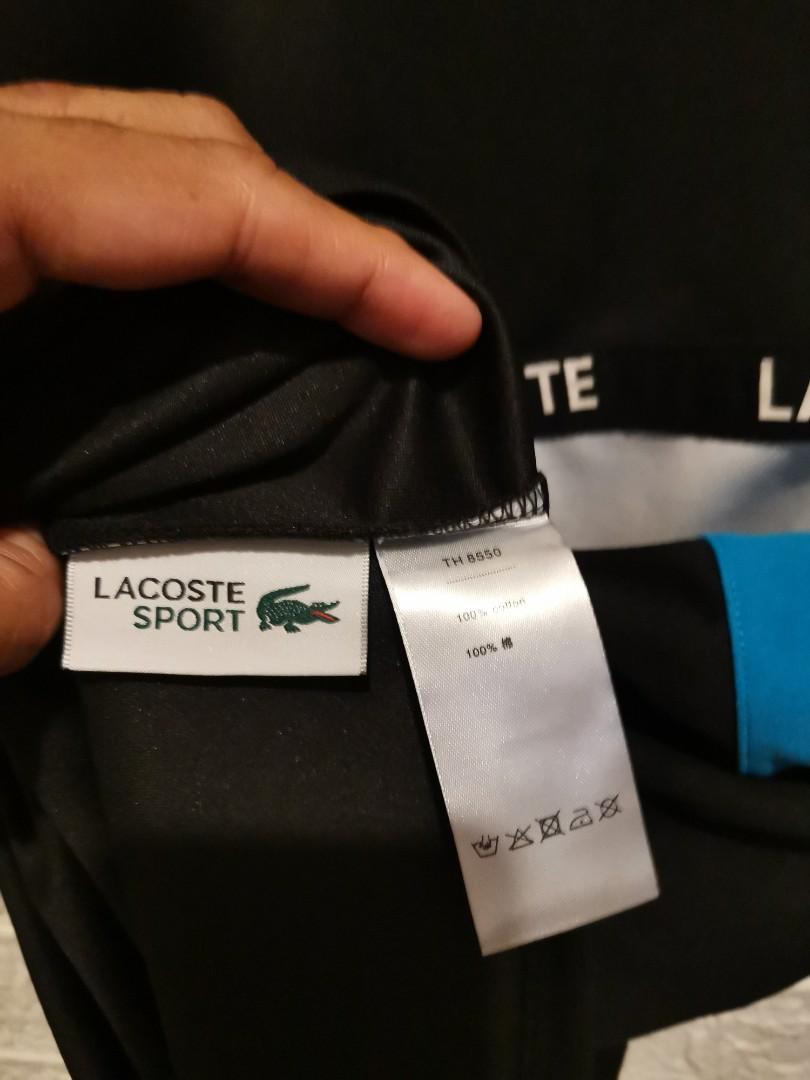 TE
LA
LACOSTE
SPORT
TH 8550
100% cotton
100% 棉